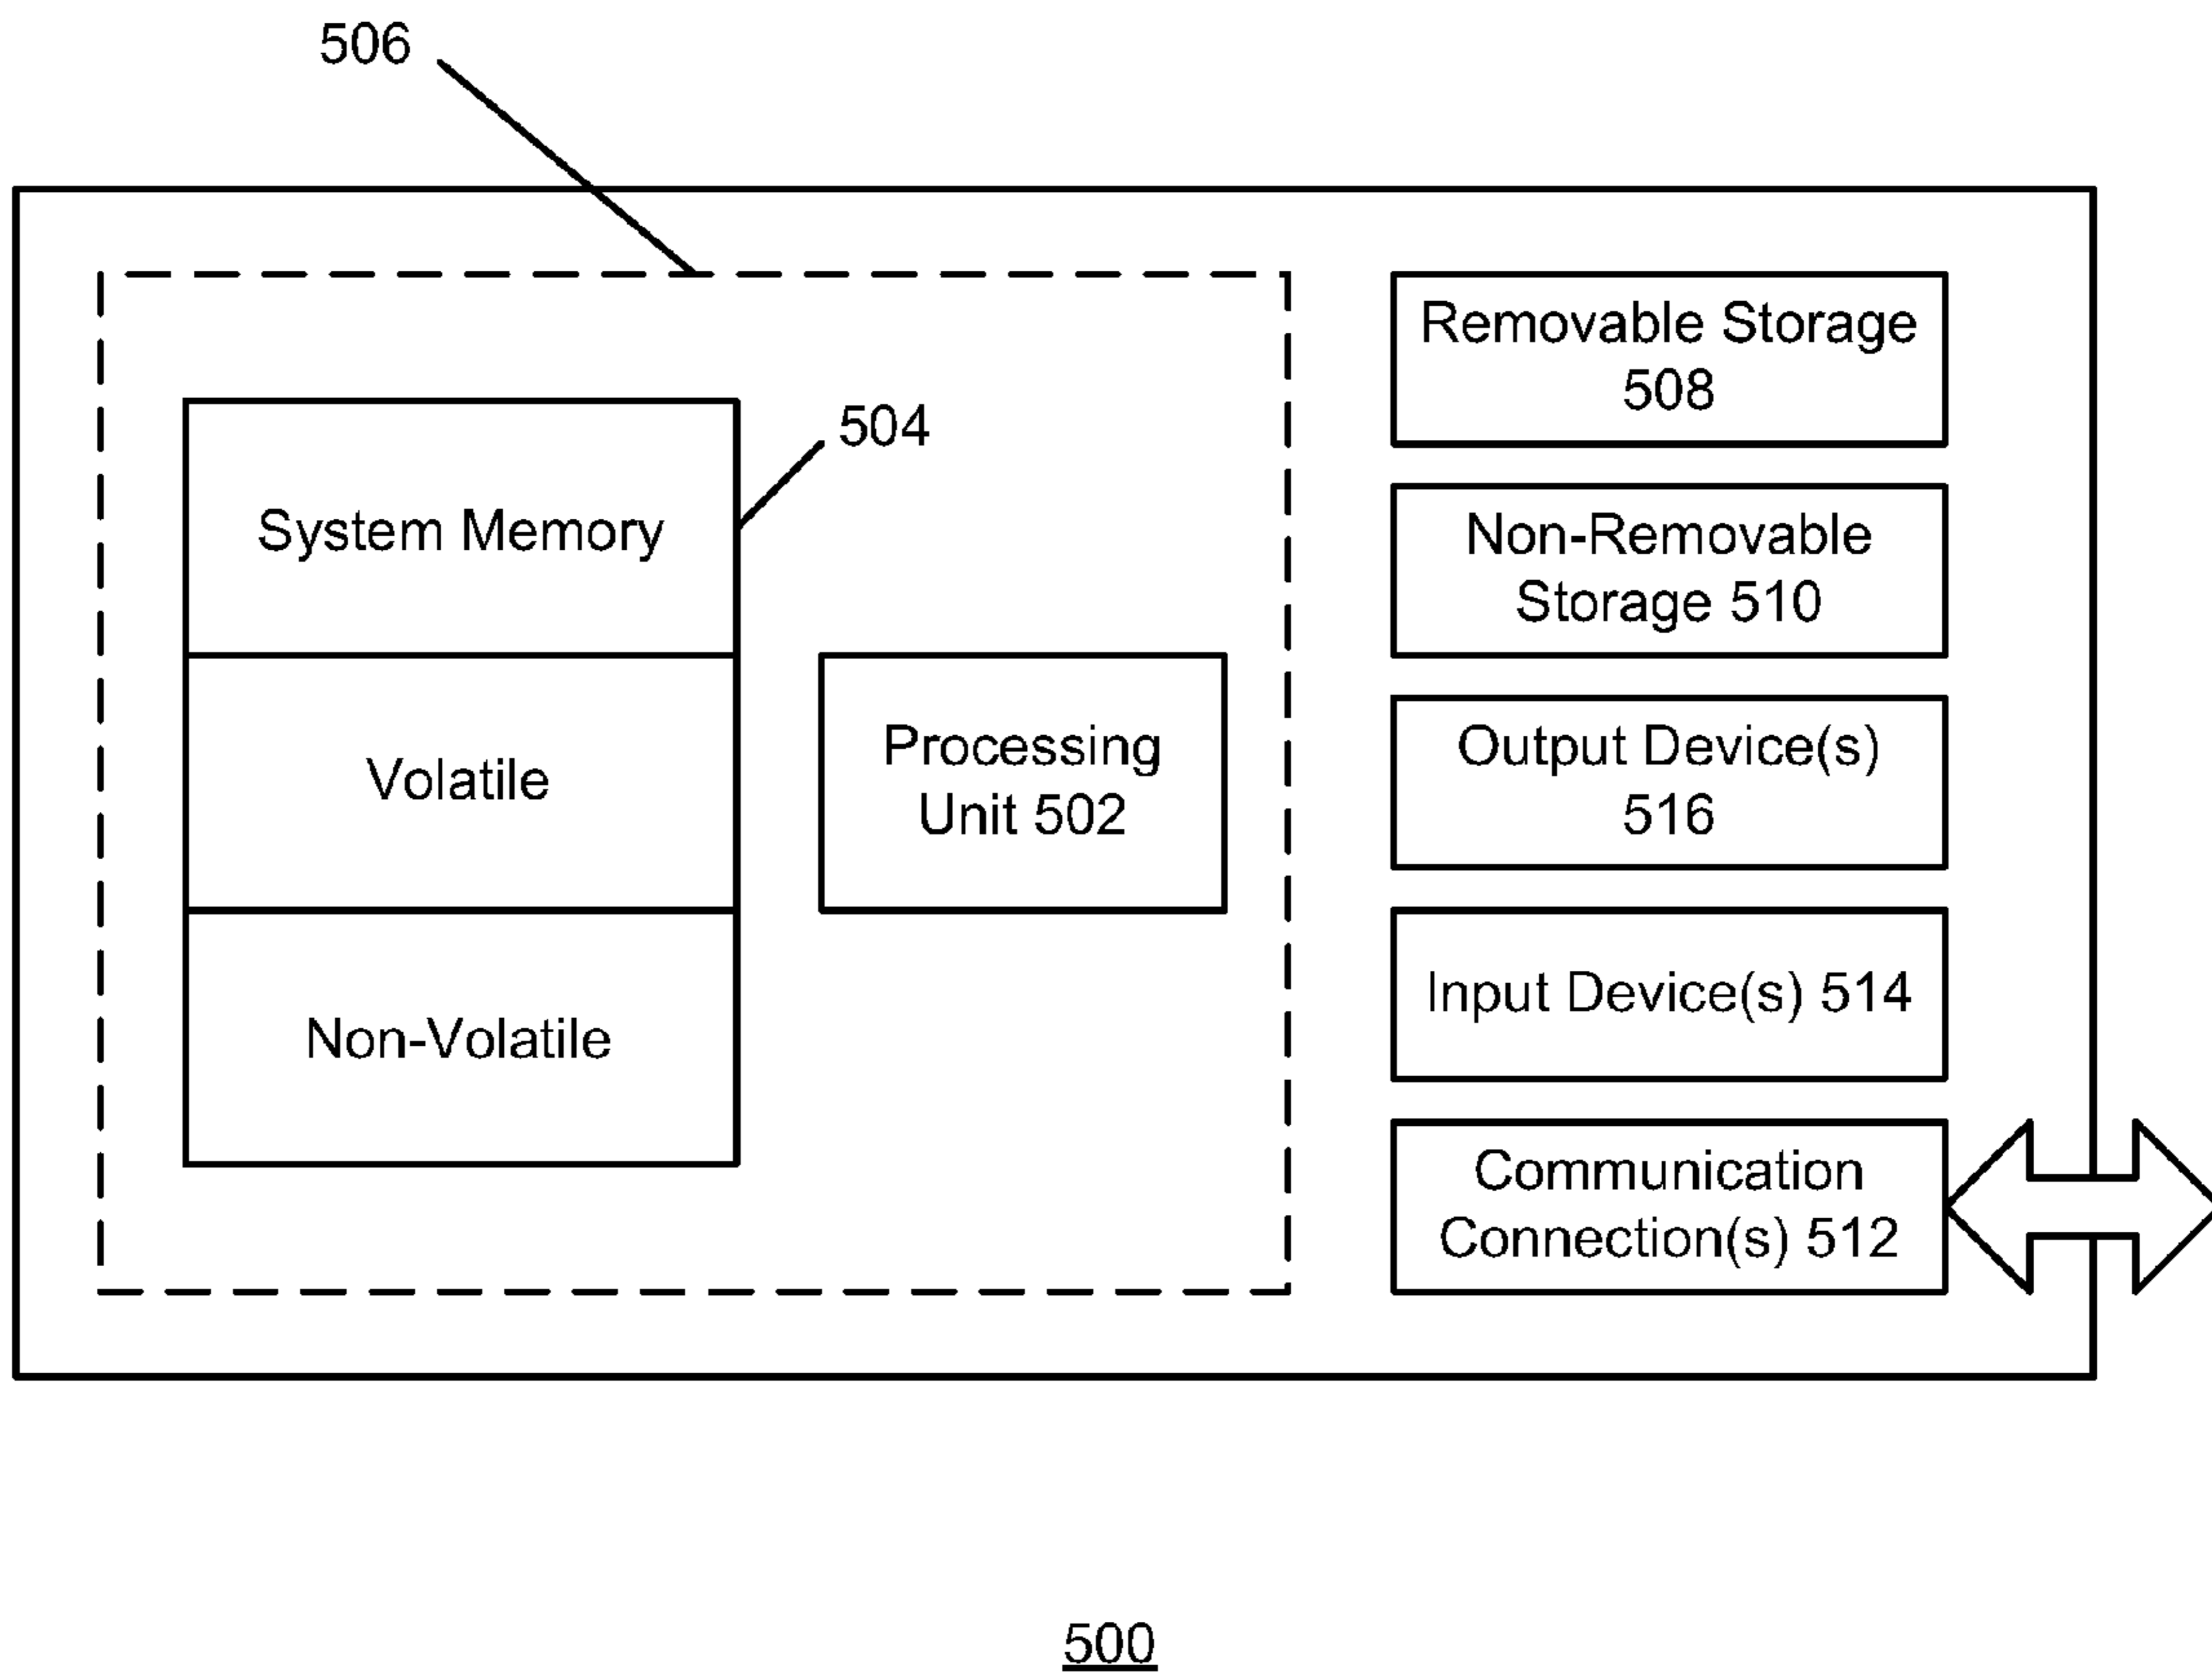 506
504
System Memory
Volatile
Non-Volatile
Processing
Unit 502
Removable Storage
508
Non-Removable
Storage 510
Output Device(s)
516
Input Device(s) 514
Communication
Connection(s) 512
500